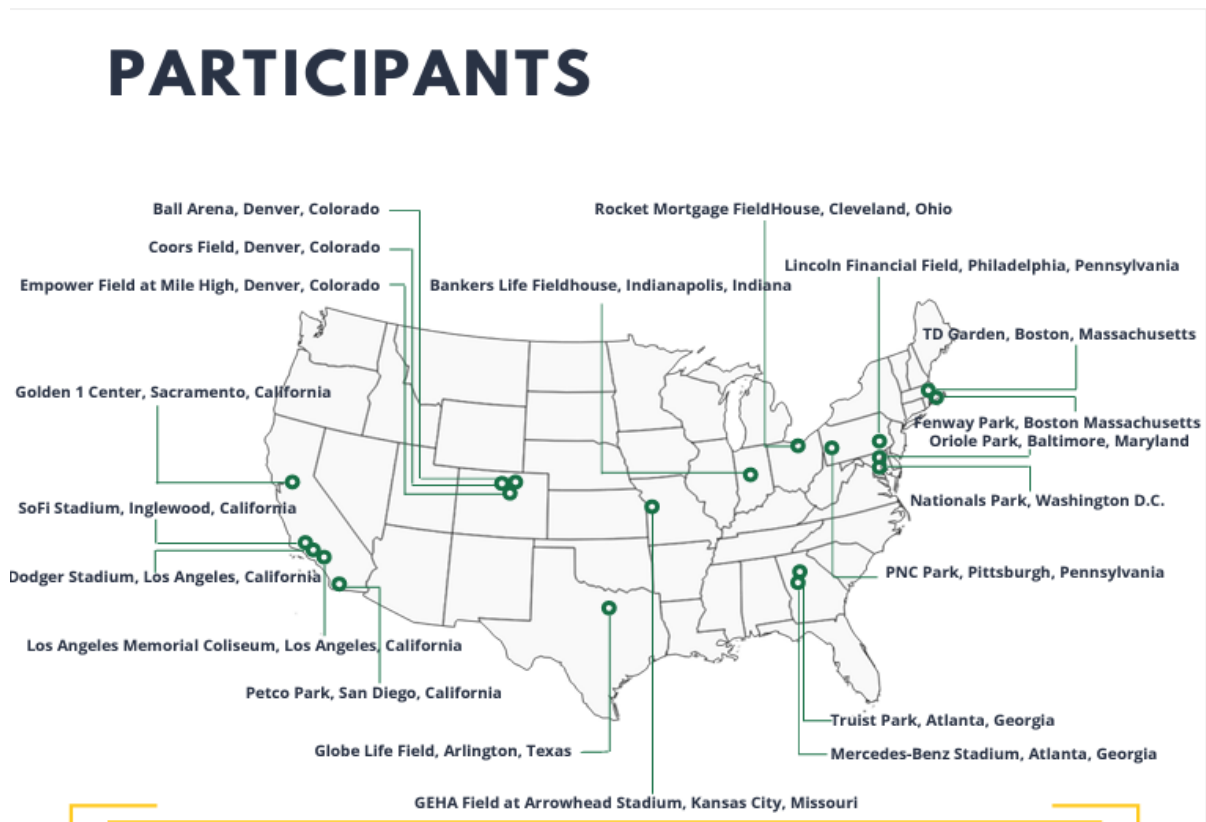 PARTICIPANTS
Ball Arena, Denver, Colorado
Rocket Mortgage FieldHouse, Cleveland, Ohio
Coors Field, Denver, Colorado
Lincoln Financial Field, Philadelphia, Pennsylvania
Empower Field at Mile High, Denver, Colorado
Bankers Life Fieldhouse, Indianapolis, Indiana
TD Garden, Boston, Massachusetts
Golden 1 Center, Sacramento, California
Fenway Park, Boston Massachusetts
Oriole Park, Baltimore, Maryland
Nationals Park, Washington D.C.
SoFi Stadium, Inglewood, California
Dodger Stadium, Los Angeles, California
PNC Park, Pittsburgh, Pennsylvania
Los Angeles Memorial Coliseum, Los Angeles, California
Petco Park, San Diego, California
Truist Park, Atlanta, Georgia
Globe Life Field, Arlington, Texas
Mercedes-Benz Stadium, Atlanta, Georgia
GEHA Field at Arrowhead Stadium, Kansas City, Missouri